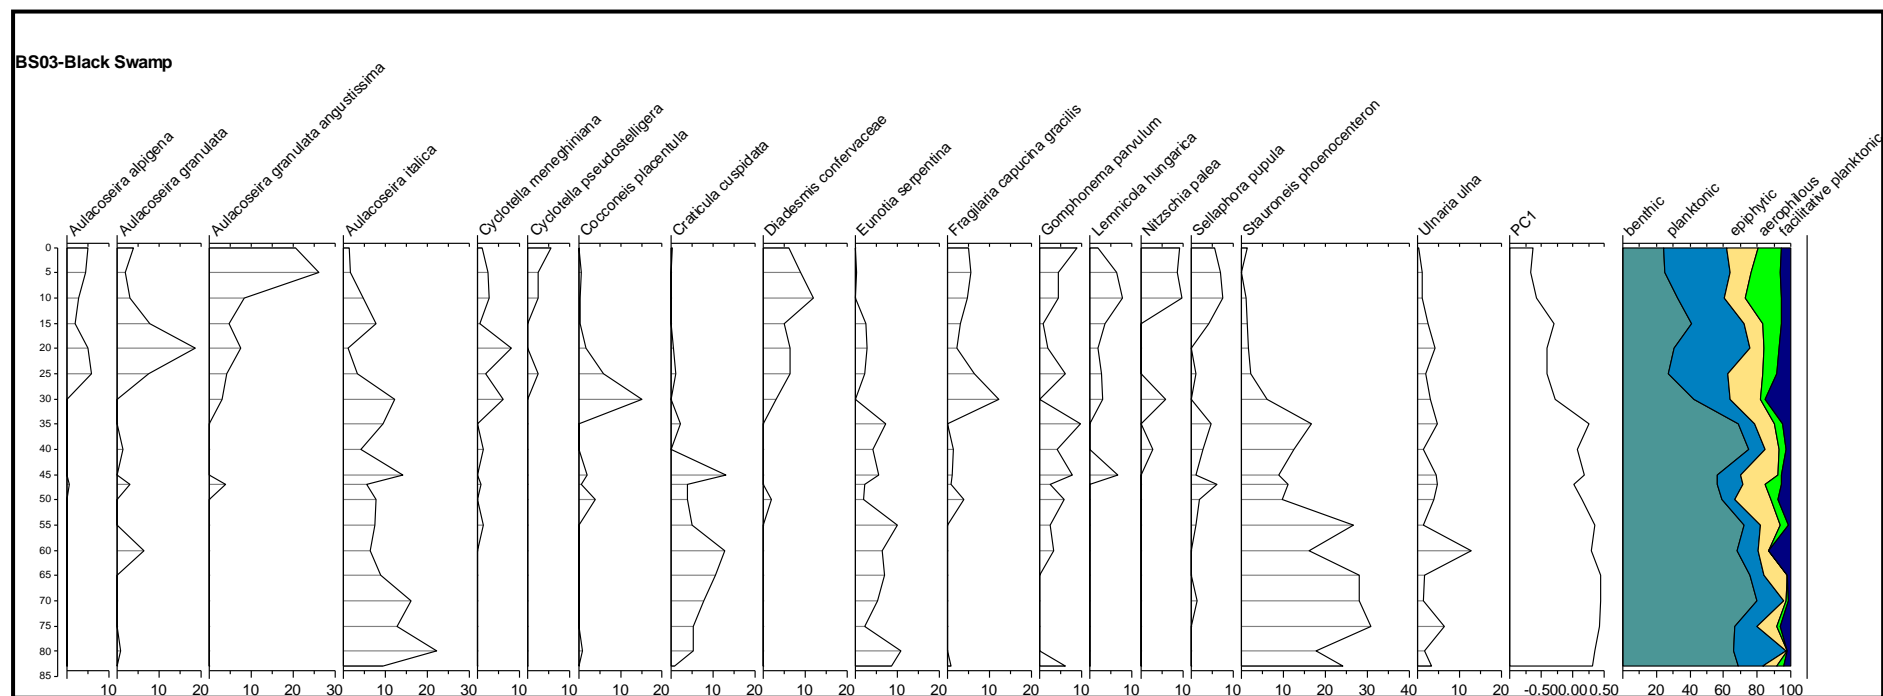 BS03-Black Swamp
Aulacoseira alpigena
Aulacoseira granulata
Aulacoseira granulata angustissima
Aulacoseira italica
Cyclotella meneghiniana
Cyclotella pseudostelligera
Cocconeis placentula
Craticula cuspidata
Diadesmis confervaceae
Eunotia serpentina
Fragilaria capucina gracilis
Gomphonema parvulum
Lemnicola hungarica
Nitzschia palea
Sellaphora pupula
Stauroneis phoenocenteron
Ulnaria ulna
PC1
benthic
planktonic
epiphytic
aerophilous
facilitative planktonic
0
5
10
15
20
25
30
35
40
45
50
55
60
65
70
75
80
85
10 10 20 10 20 30 10 20 30 10 10 10 20 10 20 10 20 10 20 10 20 10 10 10 10 10 20 30 40 10 20 -0.500.00 0.50 20 40 60 80 100